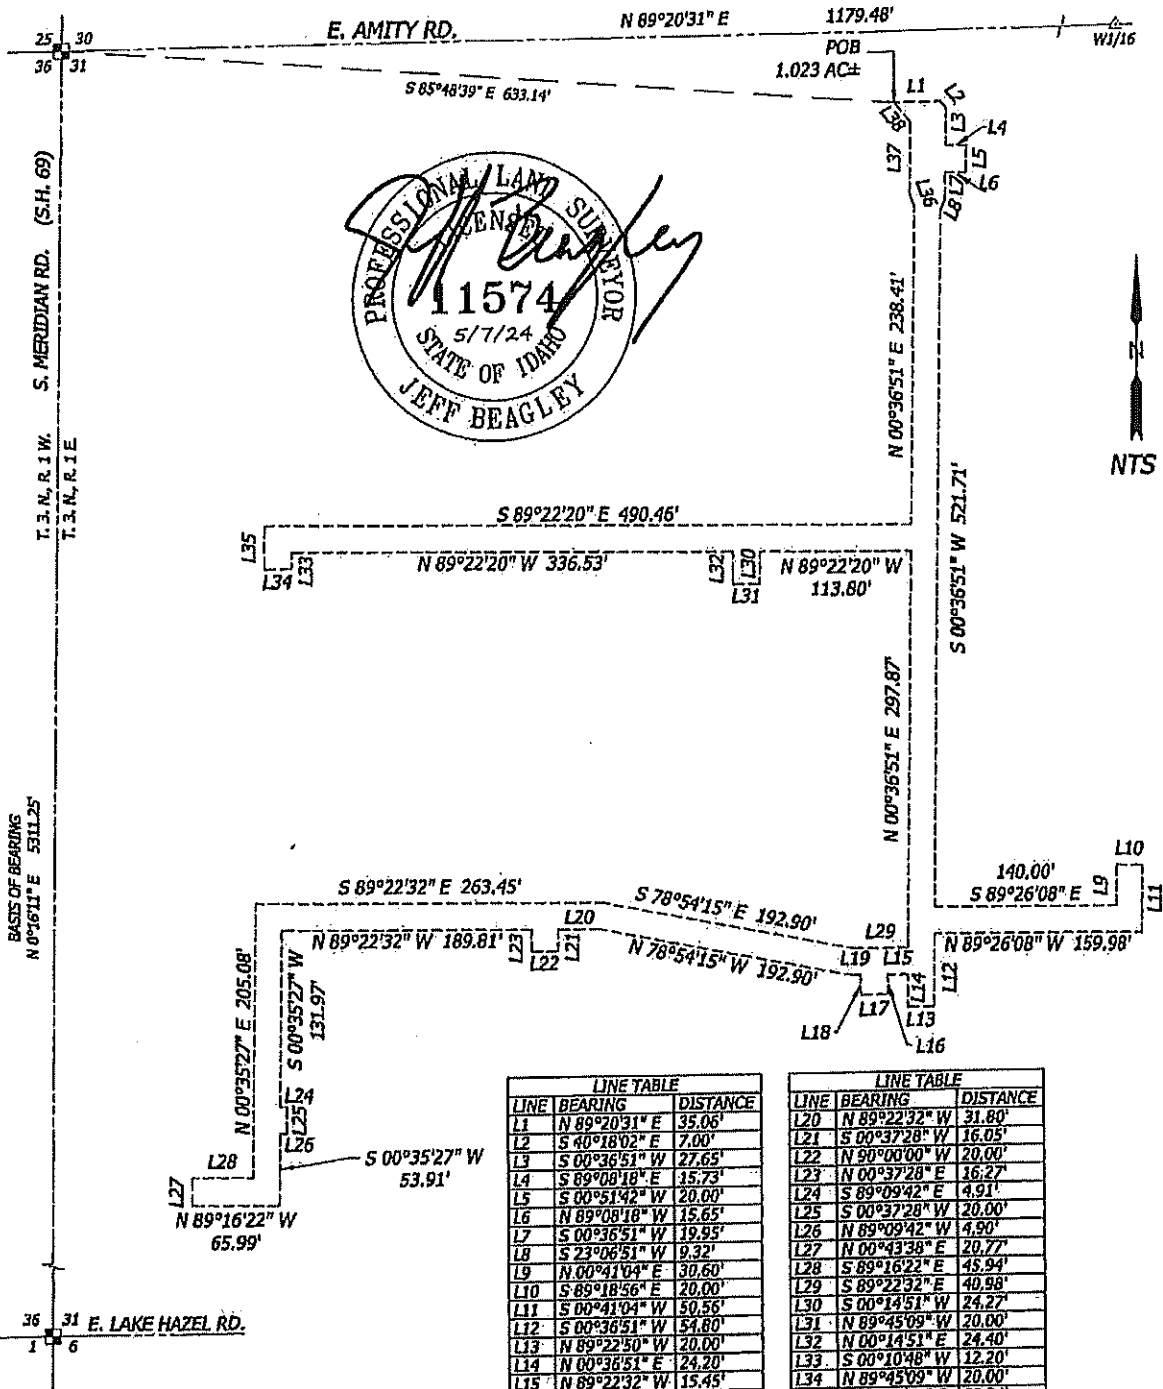 E. AMITY RD.
N 89°20'31" E
1179.48'
25 30
36 31
W1/16
POB
1.023 AC±
S 85°48'39" E 633.14'
L1
L2
L3
L4
L5
L6
L7
L8
L38
L37
L36
S. MERIDIAN RD. (S.H. 69)
T. 3. N., R. 1 W.
T. 3. N., R. 1 E
PROFESSIONAL LAND SURVEYOR
LICENSED
11574
5/7/24
STATE OF IDAHO
JEFF BEAGLEY
Jeff Beagley
N
NTS
N 00°36'51" E 238.41'
S 00°36'51" W 521.71'
S 89°22'20" E 490.46'
L35
L34
L33
N 89°22'20" W 336.53'
L32
L31
L30
N 89°22'20" W
113.80'
N 00°36'51" E 297.87'
BASIS OF BEARING
N 0°16'11" E 5311.25'
L10
140.00'
S 89°26'08" E
L9
L11
N 89°26'08" W 159.98'
S 89°22'32" E 263.45'
L20
S 78°54'15" E 192.90'
L29
N 89°22'32" W 189.81'
L23
L22
L21
N 78°54'15" W 192.90'
L19
L15
L14
L12
L13
L17
L18
L16
N 00°35'27" E 205.08'
S 00°35'27" W
131.97'
L24
L25
L26
S 00°35'27" W
53.91'
L28
L27
N 89°16'22" W
65.99'
36 31
1 6
E. LAKE HAZEL RD.
LINE TABLE
LINE BEARING DISTANCE
L1 N 89°20'31" E 35.06'
L2 S 40°18'02" E 7.00'
L3 S 00°36'51" W 27.65'
L4 S 89°08'18" E 15.73'
L5 S 00°51'42" W 20.00'
L6 N 89°08'18" W 15.65'
L7 S 00°36'51" W 19.95'
L8 S 23°06'51" W 9.32'
L9 N 00°41'04" E 30.60'
L10 S 89°18'56" E 20.00'
L11 S 00°41'04" W 50.56'
L12 S 00°36'51" W 54.80'
L13 N 89°22'50" W 20.00'
L14 N 00°36'51" E 24.20'
L15 N 89°22'32" W 15.45'
LINE TABLE
LINE BEARING DISTANCE
L20 N 89°22'32" W 31.80'
L21 S 00°37'28" W 16.05'
L22 N 90°00'00" W 20.00'
L23 N 00°37'28" E 16.27'
L24 S 89°09'42" E 4.91'
L25 S 00°37'28" W 20.00'
L26 N 89°09'42" W 4.90'
L27 N 00°43'38" E 20.77'
L28 S 89°16'22" E 45.94'
L29 S 89°22'32" E 40.98'
L30 S 00°14'51" W 24.27'
L31 N 89°45'09" W 20.00'
L32 N 00°14'51" E 24.40'
L33 S 00°10'48" W 12.20'
L34 N 89°45'09" W 20.00'